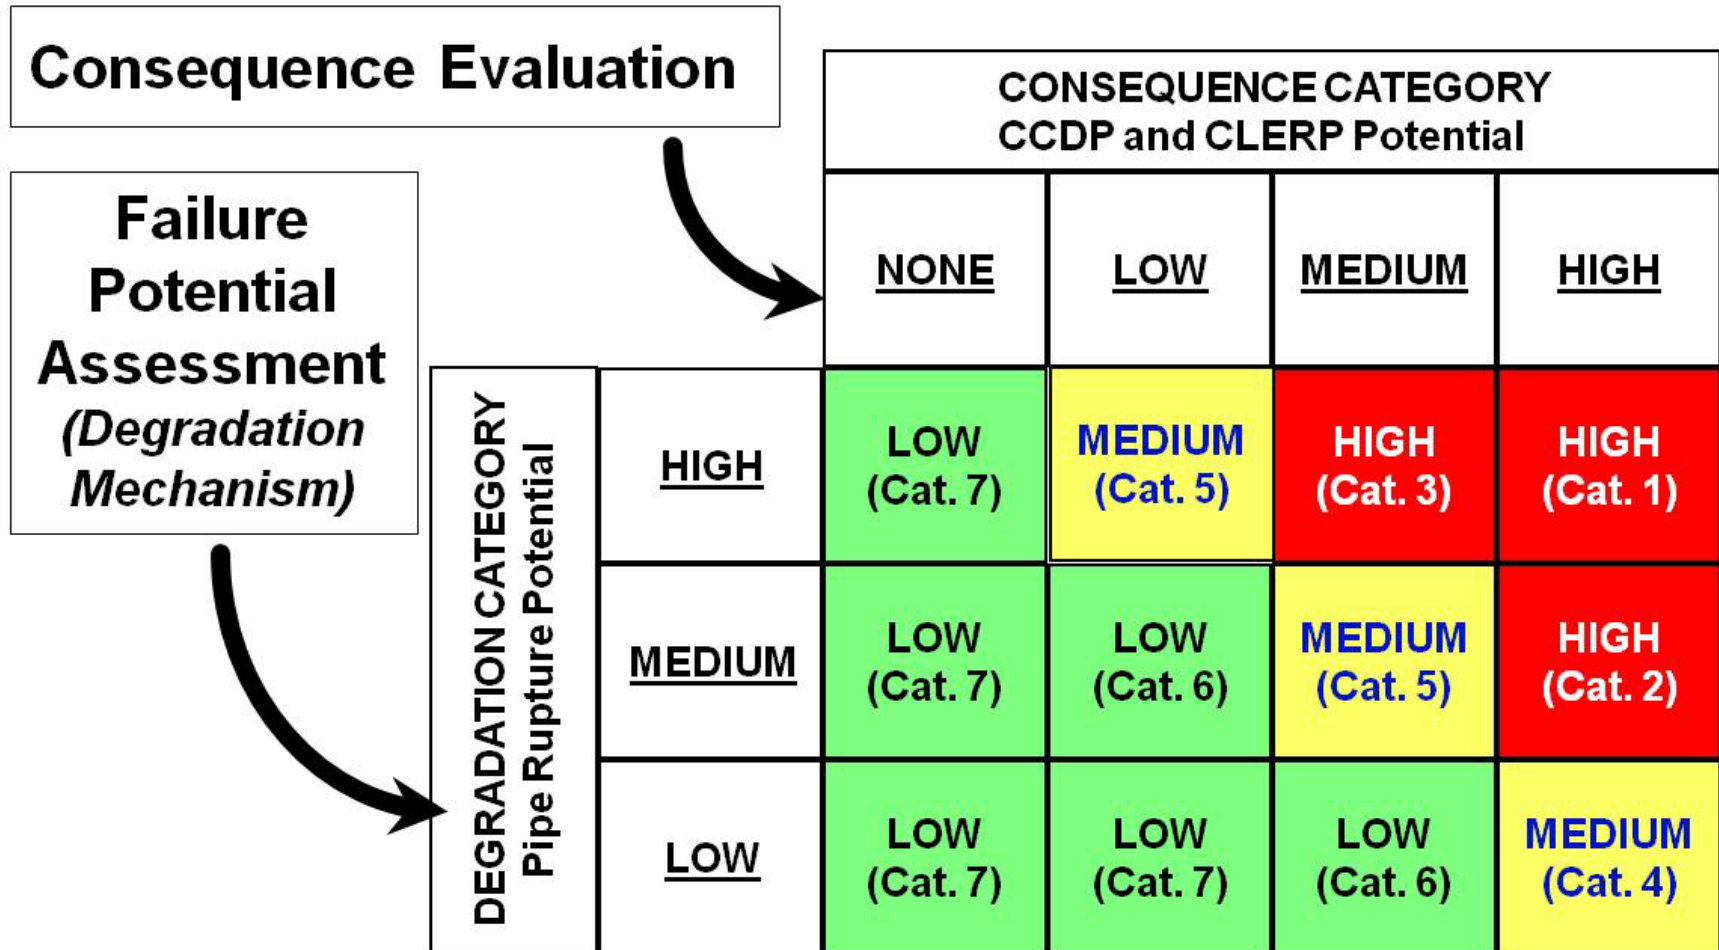 Consequence Evaluation
CONSEQUENCE CATEGORY
CCDP and CLERP Potential
Failure
Potential
Assessment
(Degradation
Mechanism)
NONE
LOW
MEDIUM
HIGH
DEGRADATION CATEGORY
Pipe Rupture Potential
HIGH
LOW
(Cat. 7)
MEDIUM
(Cat. 5)
HIGH
(Cat. 3)
HIGH
(Cat. 1)
MEDIUM
LOW
(Cat. 7)
LOW
(Cat. 6)
MEDIUM
(Cat. 5)
HIGH
(Cat. 2)
LOW
LOW
(Cat. 7)
LOW
(Cat. 7)
LOW
(Cat. 6)
MEDIUM
(Cat. 4)